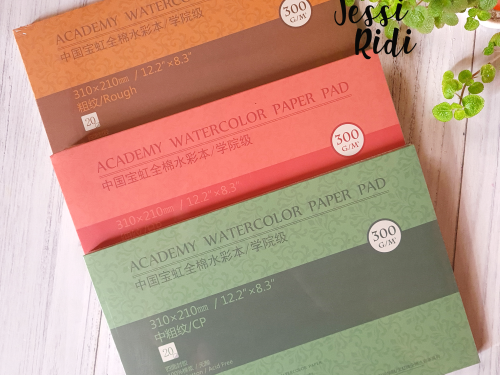 Jessi
Ridi
ACADEMY WATERCOLOR PAPER PAD
中国宝虹全棉水彩本/学院级
300
G/M²
310×210㎜ / 12.2"×8.3"
粗纹/Rough
20
ACADEMY WATERCOLOR PAPER PAD
中国宝虹全棉水彩本/学院级
300
G/M²
310×210㎜ / 12.2"×8.3"
ACADEMY WATERCOLOR PAPER PAD
中国宝虹全棉水彩本/学院级
300
G/M²
310×210㎜ / 12.2"×8.3"
中粗纹/CP
20
/ Acid Free